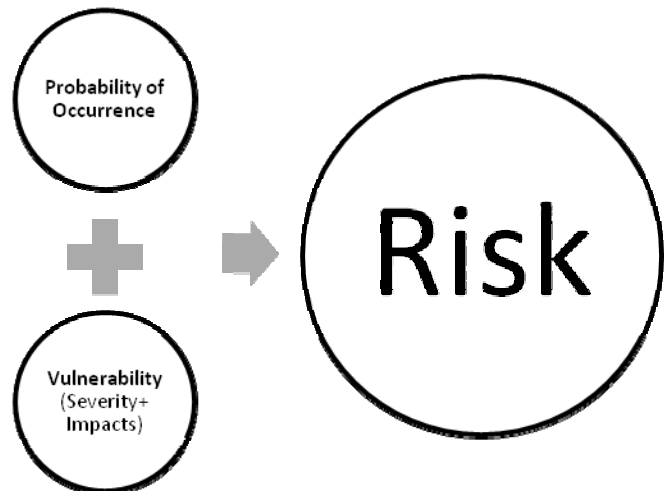 Probability of
Occurrence
Vulnerability
(Severity+
Impacts)
Risk